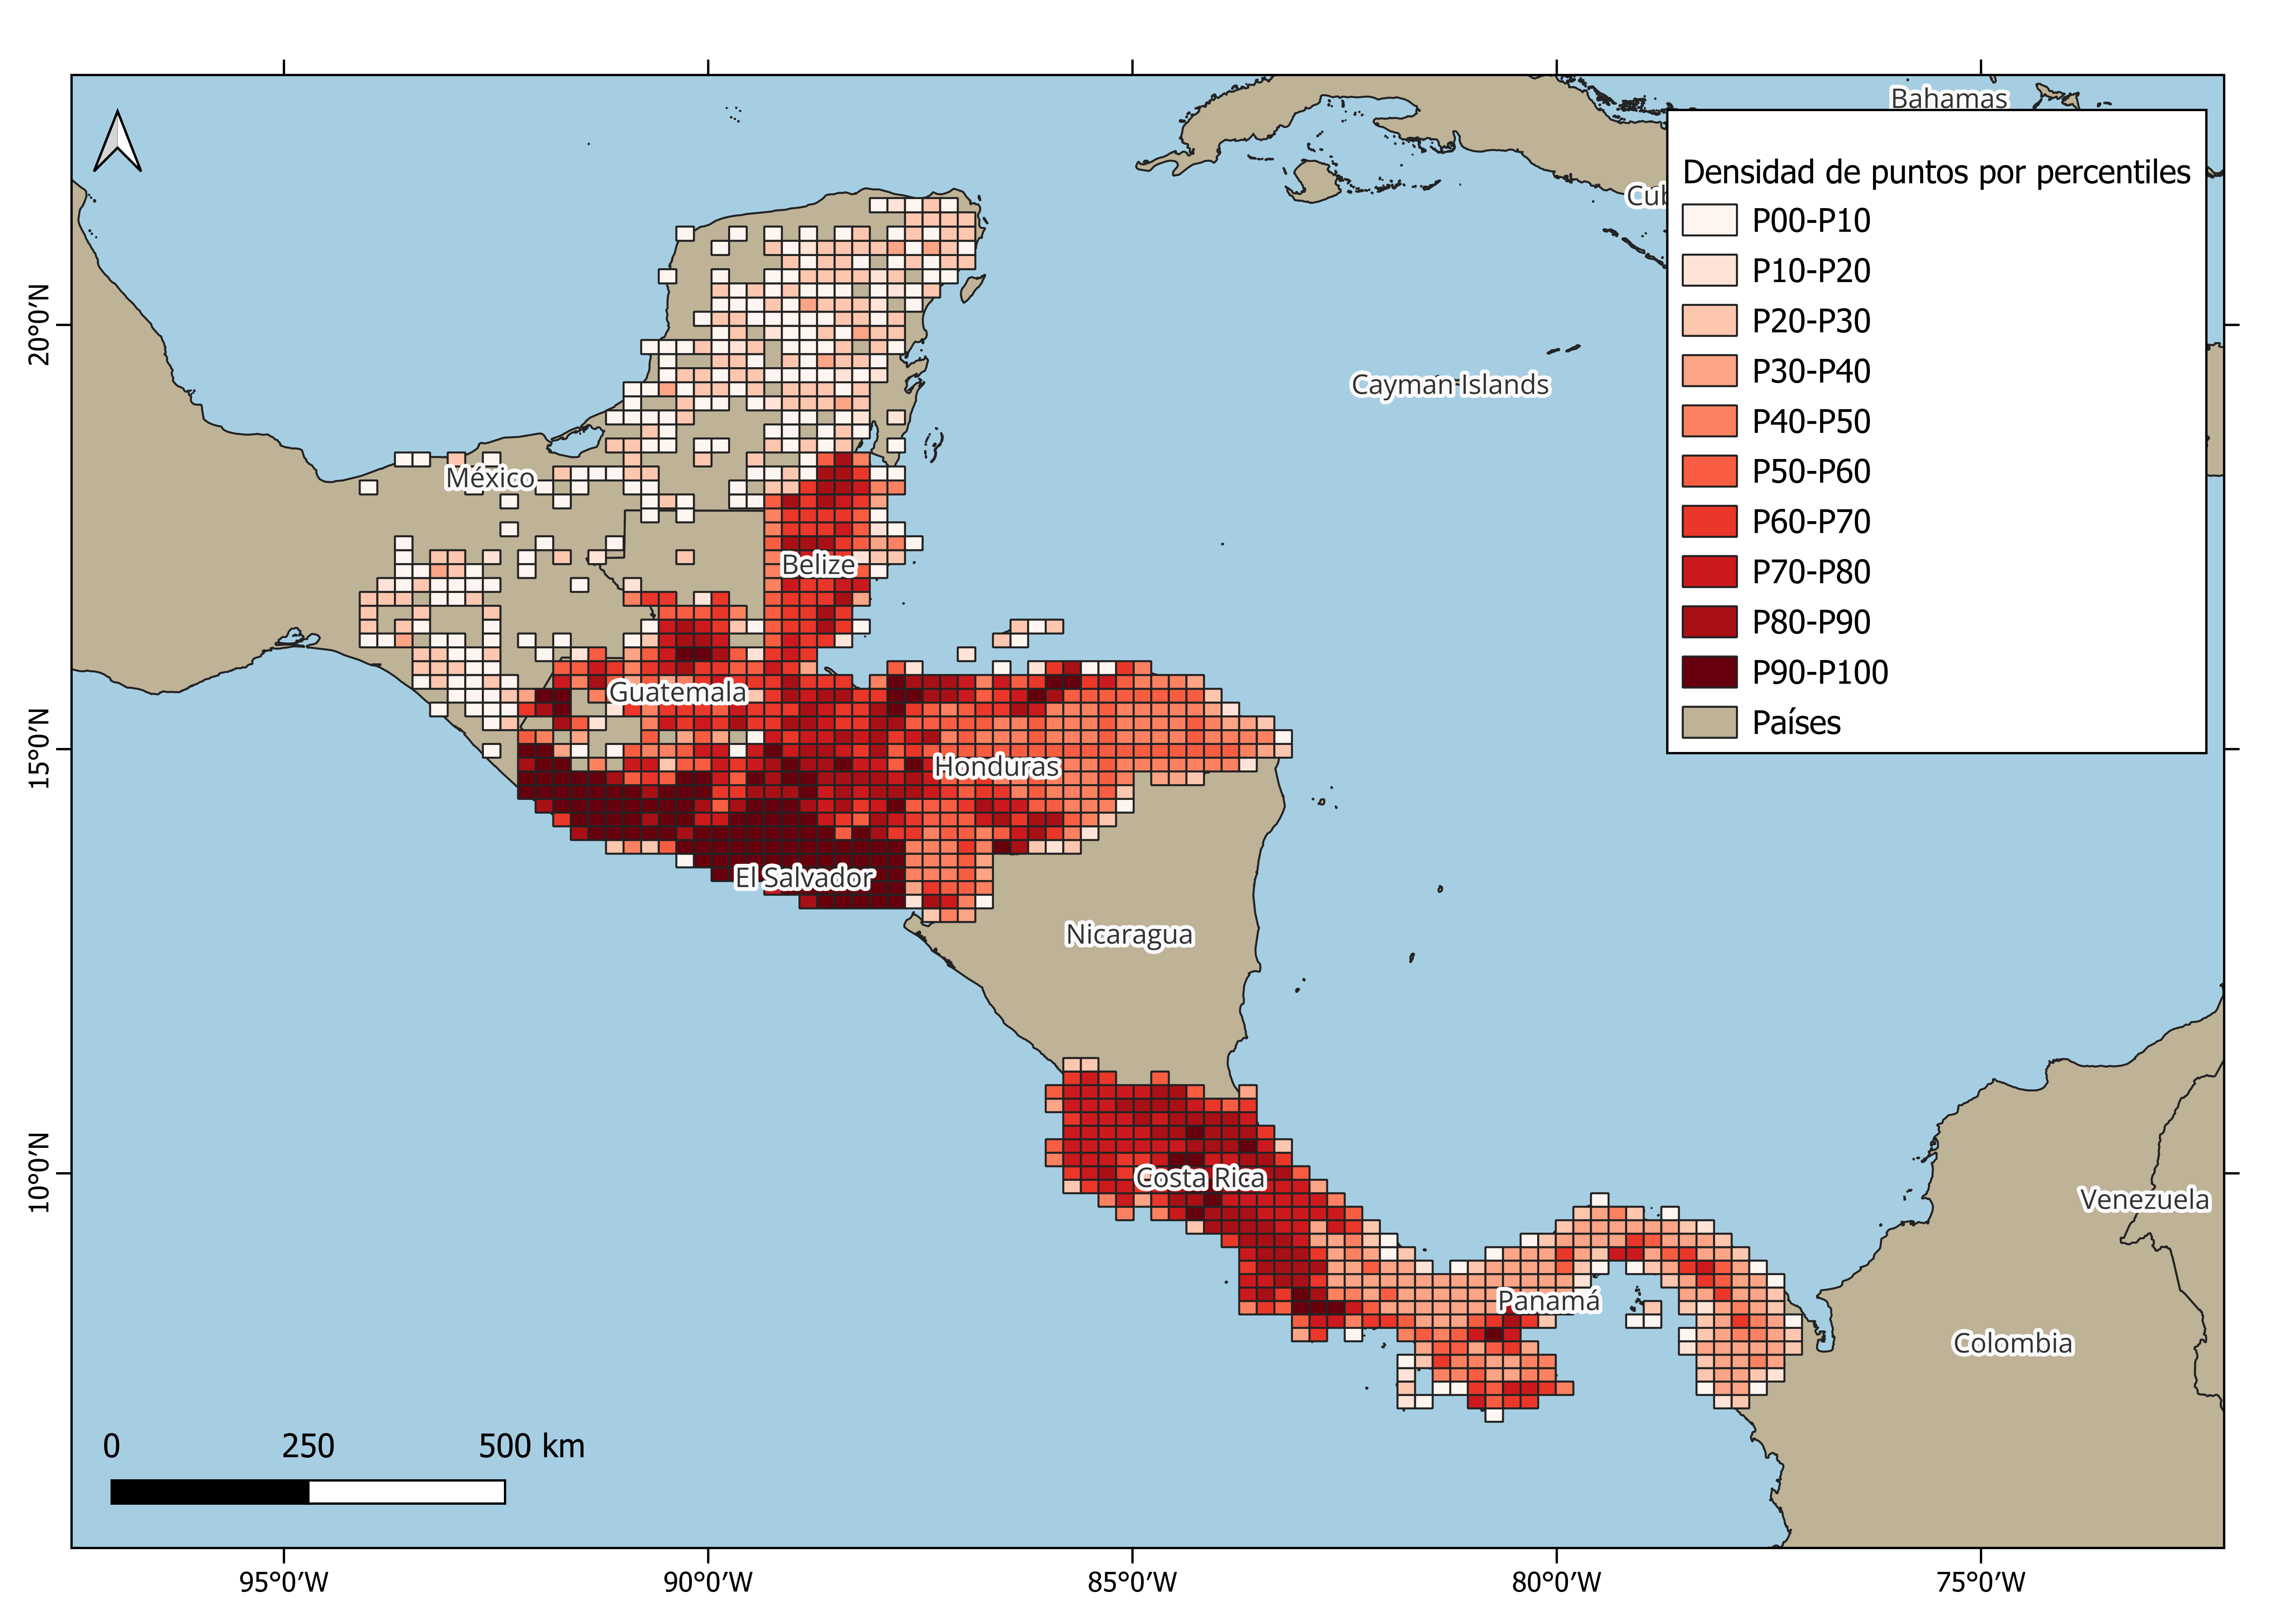 Bahamas
Densidad de puntos por percentiles
Cub
P00-P10
P10-P20
P20-P30
P30-P40
P40-P50
P50-P60
P60-P70
P70-P80
P80-P90
P90-P100
Países
20°0′N
15°0′N
10°0′N
Cayman Islands
México
Belize
Guatemala
Honduras
El Salvador
Nicaragua
Costa Rica
Panamá
Venezuela
Colombia
0 250 500 km
95°0′W 90°0′W 85°0′W 80°0′W 75°0′W